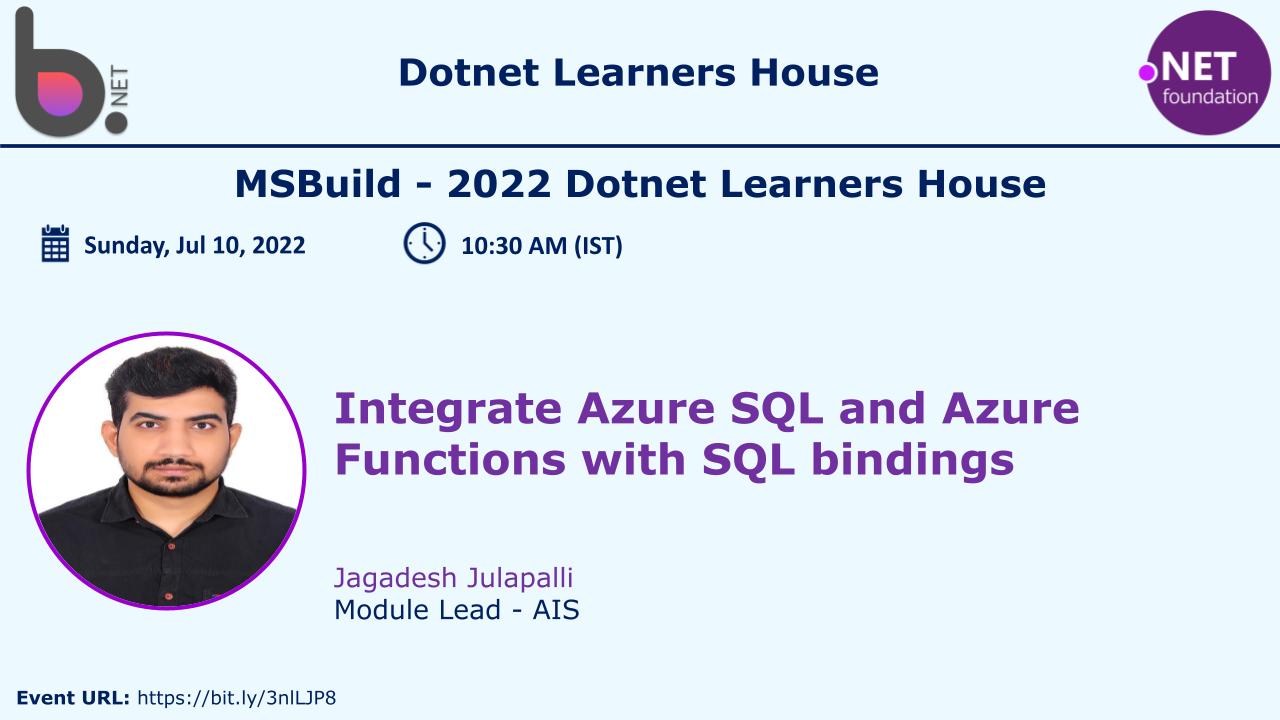 Dotnet Learners House
.NET
.NET
foundation
MSBuild - 2022 Dotnet Learners House
Sunday, Jul 10, 2022
10:30 AM (IST)
Integrate Azure SQL and Azure
Functions with SQL bindings
Jagadesh Julapalli
Module Lead - AIS
Event URL: https://bit.ly/3nlLJP8